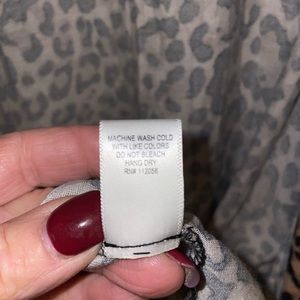 MACHINE WASH COLD
WITH LIKE COLORS
DO NOT BLEACH
HANG DRY
RN# 112056